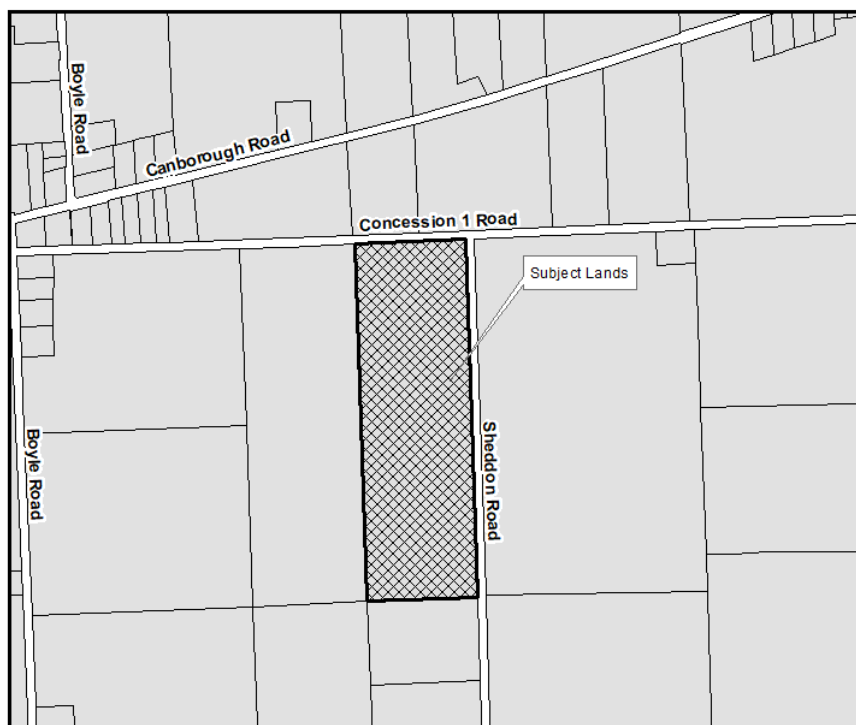 Boyle Road
Canborough Road
Concession 1 Road
Subject Lands
Boyle Road
Sheddon Road